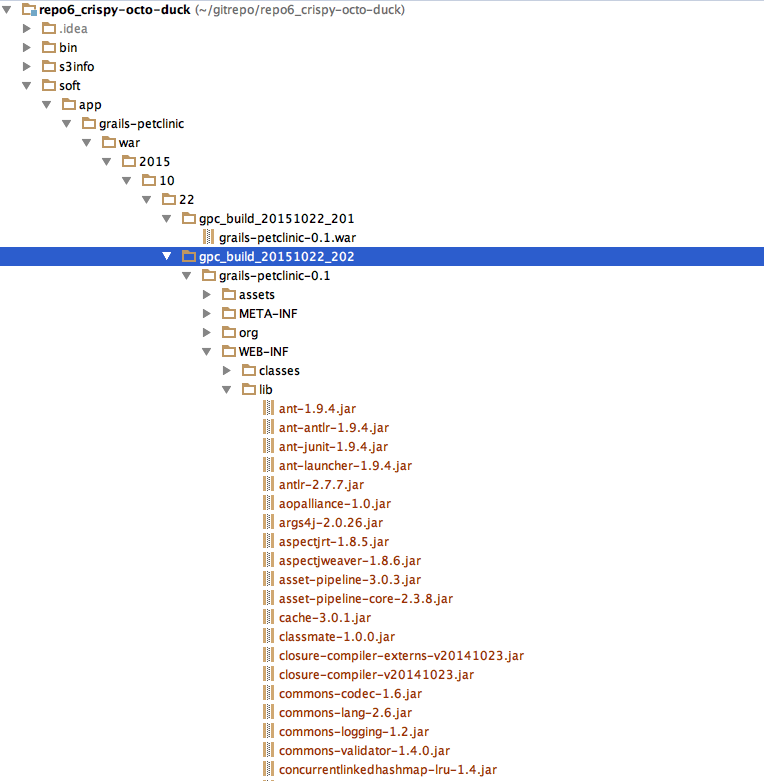 repo6_crispy-octo-duck (~/gitrepo/repo6_crispy-octo-duck)
.idea
bin
s3info
soft
app
grails-petclinic
war
2015
10
22
gpc_build_20151022_201
grails-petclinic-0.1.war
gpc_build_20151022_202
grails-petclinic-0.1
assets
META-INF
org
WEB-INF
classes
lib
ant-1.9.4.jar
ant-antlr-1.9.4.jar
ant-junit-1.9.4.jar
ant-launcher-1.9.4.jar
antlr-2.7.7.jar
aopalliance-1.0.jar
args4j-2.0.26.jar
aspectjrt-1.8.5.jar
aspectjweaver-1.8.6.jar
asset-pipeline-3.0.3.jar
asset-pipeline-core-2.3.8.jar
cache-3.0.1.jar
classmate-1.0.0.jar
closure-compiler-externs-v20141023.jar
closure-compiler-v20141023.jar
commons-codec-1.6.jar
commons-lang-2.6.jar
commons-logging-1.2.jar
commons-validator-1.4.0.jar
concurrentlinkedhashmap-lru-1.4.jar